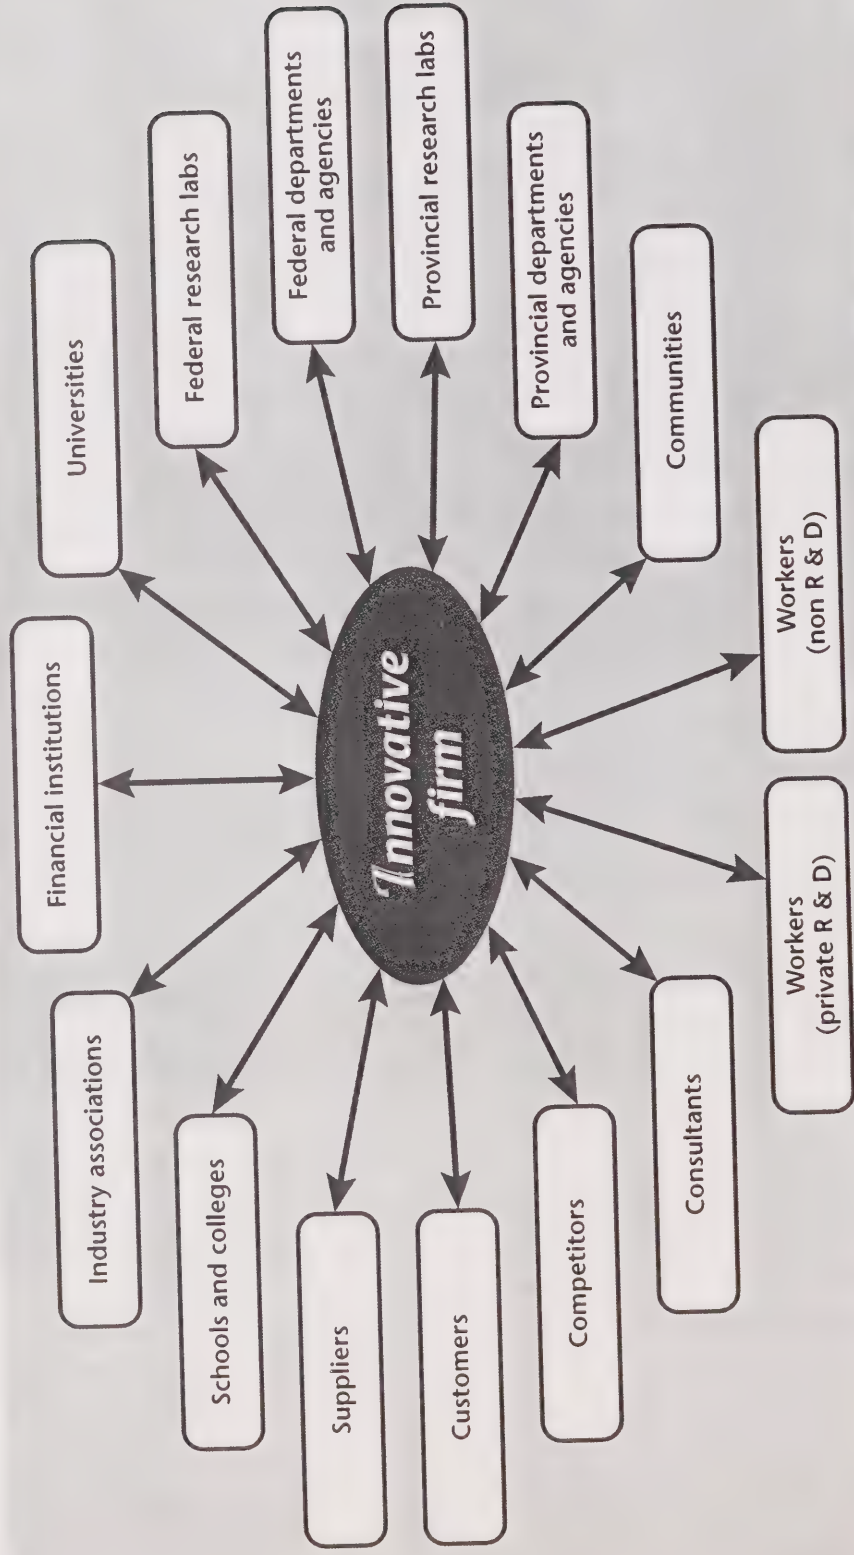 Financial institutions
Industry associations
Universities
Schools and colleges
Federal research labs
Suppliers
Federal departments
and agencies
Innovative
firm
Customers
Provincial research labs
Competitors
Provincial departments
and agencies
Consultants
Communities
Workers
(private R & D)
Workers
(non R & D)